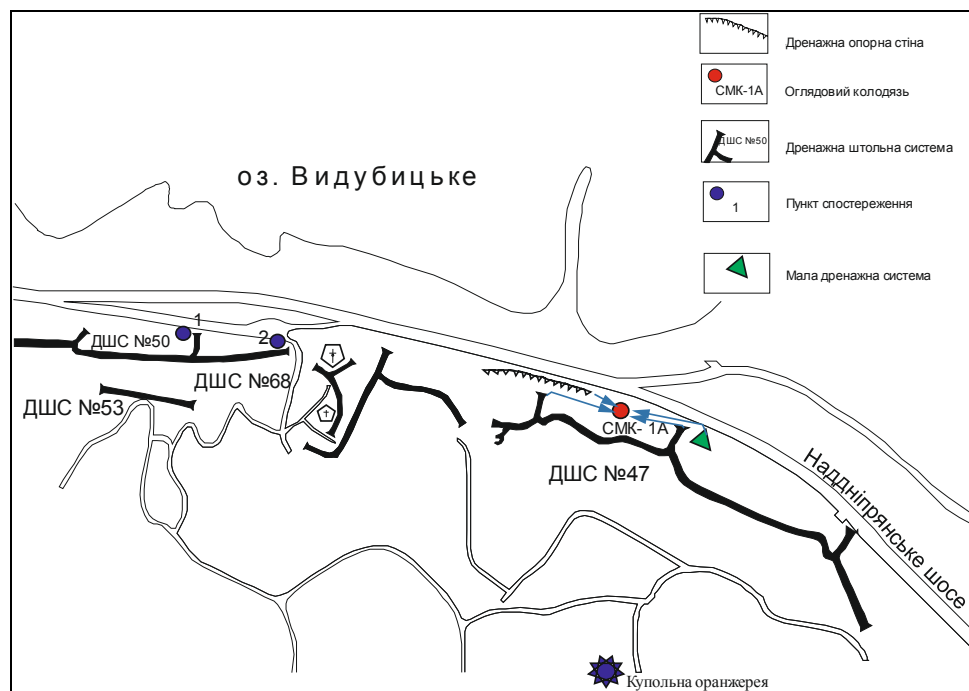 Дренажна опорна стіна
СМК-1А
Оглядовий колодязь
ДШС №50
Дренажна штольна система
1
Пункт спостереження
Мала дренажна система
оз. Видубицьке
1
ДШС №50
2
ДШС №68
ДШС №53
СМК- 1А
ДШС №47
Наддніпрянське шосе
Купольна оранжерея